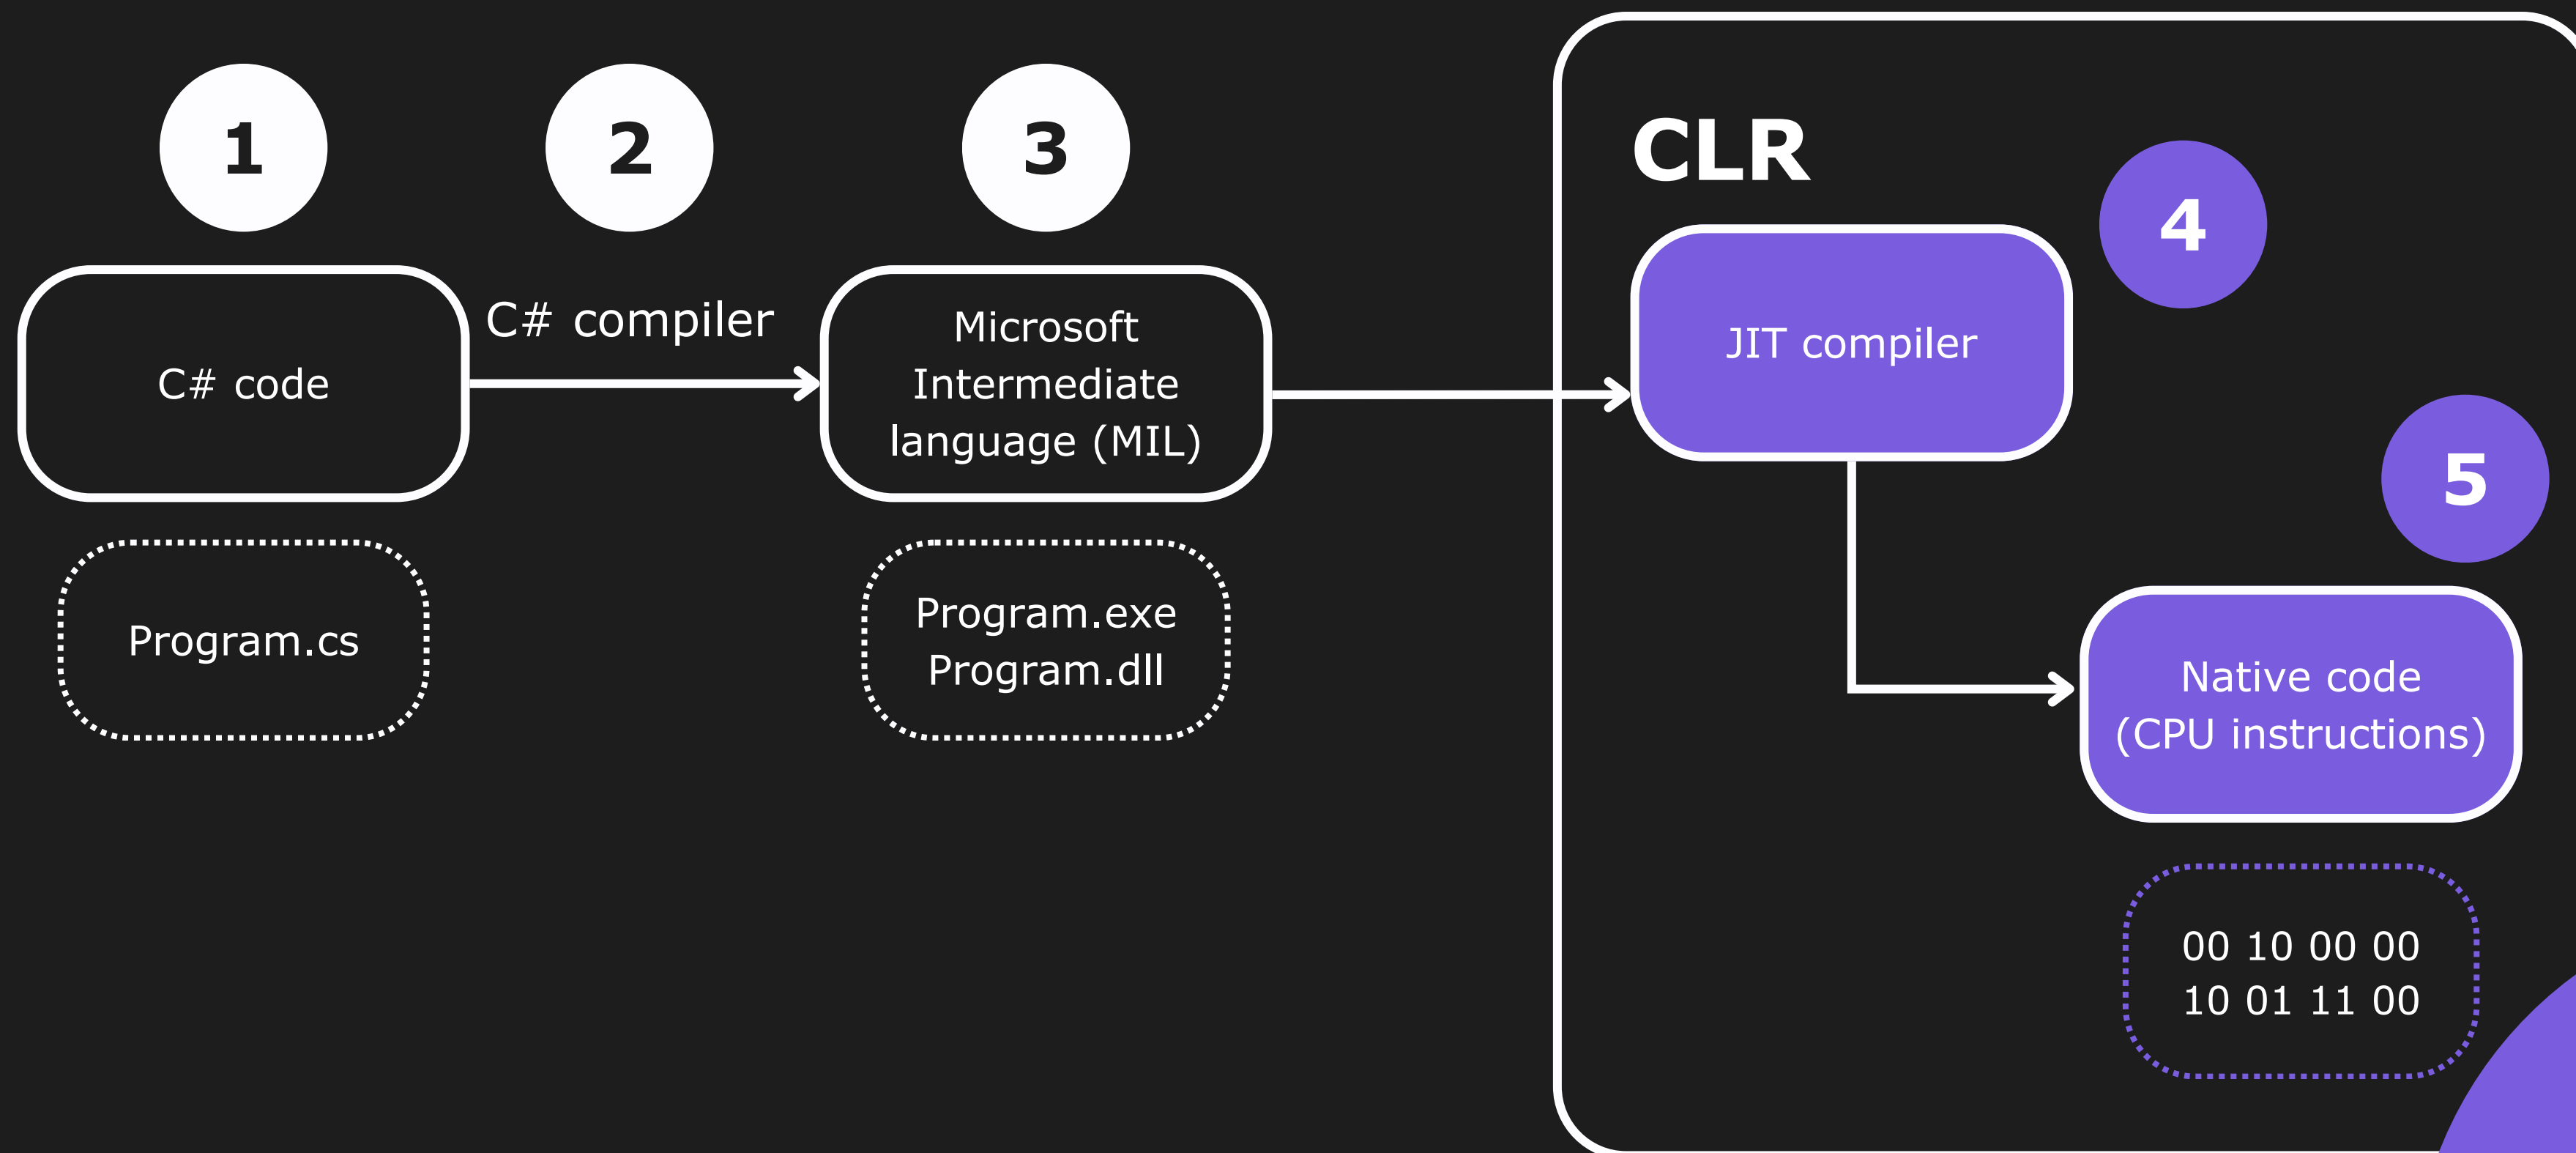 1
2
3
C# code
C# compiler
Microsoft
Intermediate
language (MIL)
Program.cs
Program.exe
Program.dll
CLR
4
JIT compiler
5
Native code
(CPU instructions)
00 10 00 00
10 01 11 00